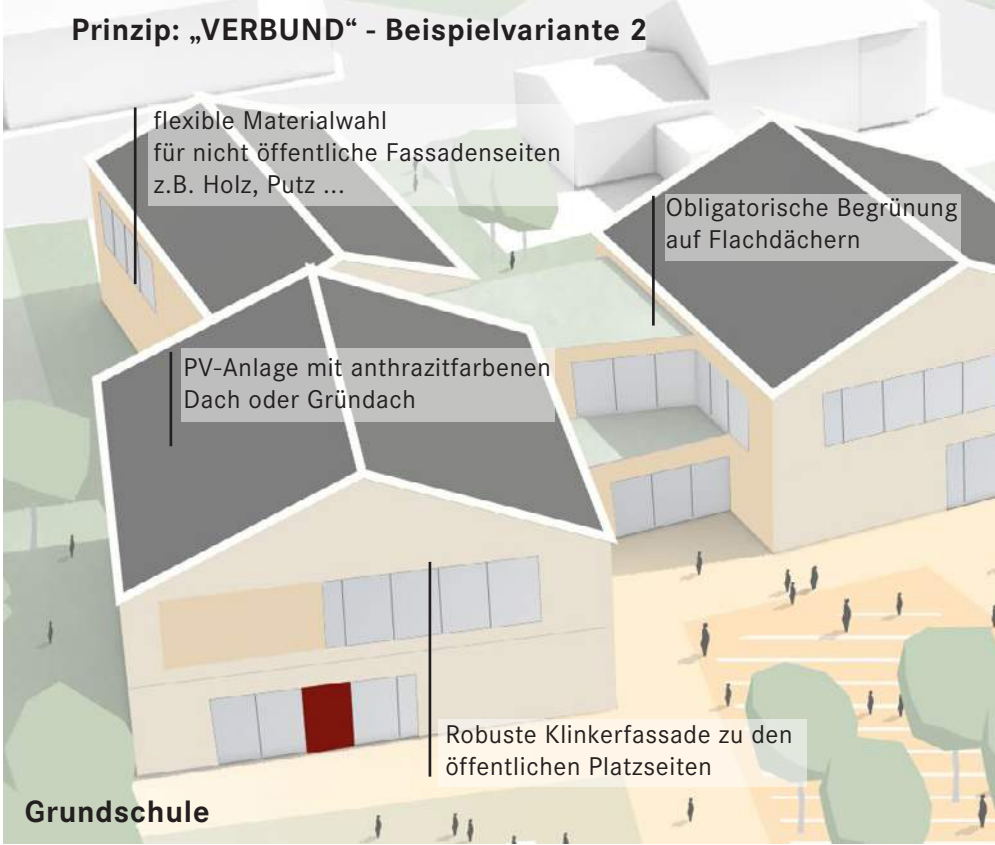 Prinzip: „VERBUND“ - Beispielvariante 2
flexible Materialwahl
für nicht öffentliche Fassadenseiten
z.B. Holz, Putz ...
Obligatorische Begrünung
auf Flachdächern
PV-Anlage mit anthrazitfarbenen
Dach oder Gründach
Robuste Klinkerfassade zu den
öffentlichen Platzseiten
Grundschule